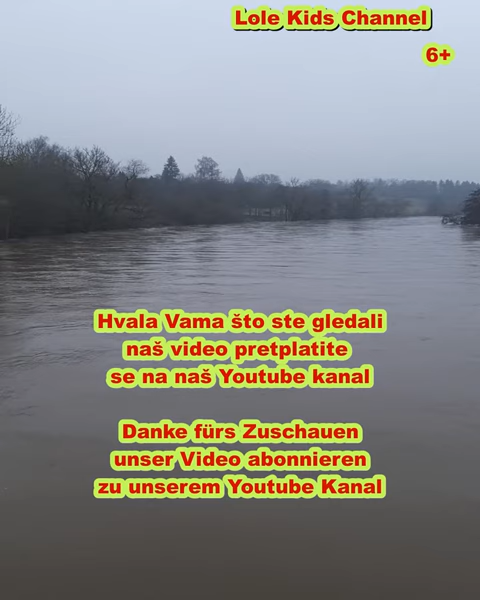 Lole Kids Channel
6+
Hvala Vama što ste gledali
naš video pretplatite
se na naš Youtube kanal
Danke fürs Zuschauen
unser Video abonnieren
zu unserem Youtube Kanal